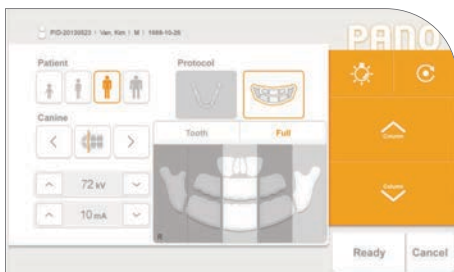 PID-20130523 | Van, Kim | M | 1988-10-28
PANO
Patient
Protocol
Canine
Tooth
Full
72 kV
10 mA
R
Column
Column
Ready
Cancel